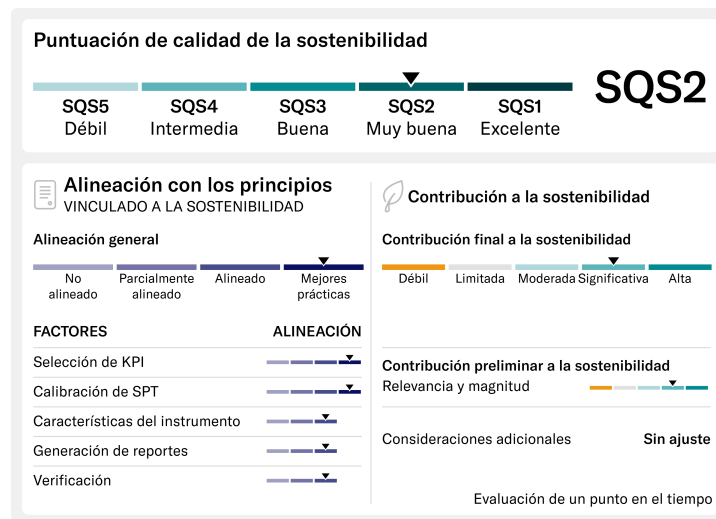 Puntuación de calidad de la sostenibilidad
SQS2
SQS5 SQS4 SQS3 SQS2 SQS1
Débil Intermedia Buena Muy buena Excelente
Alineación con los principios
VINCULADO A LA SOSTENIBILIDAD
Alineación general
No alineado
Parcialmente alineado
Alineado
Mejores prácticas
FACTORES ALINEACIÓN
Selección de KPI
Calibración de SPT
Características del instrumento
Generación de reportes
Verificación
Contribución a la sostenibilidad
Contribución final a la sostenibilidad
Débil Limitada Moderada Significativa Alta
Contribución preliminar a la sostenibilidad
Relevancia y magnitud
Consideraciones adicionales Sin ajuste
Evaluación de un punto en el tiempo